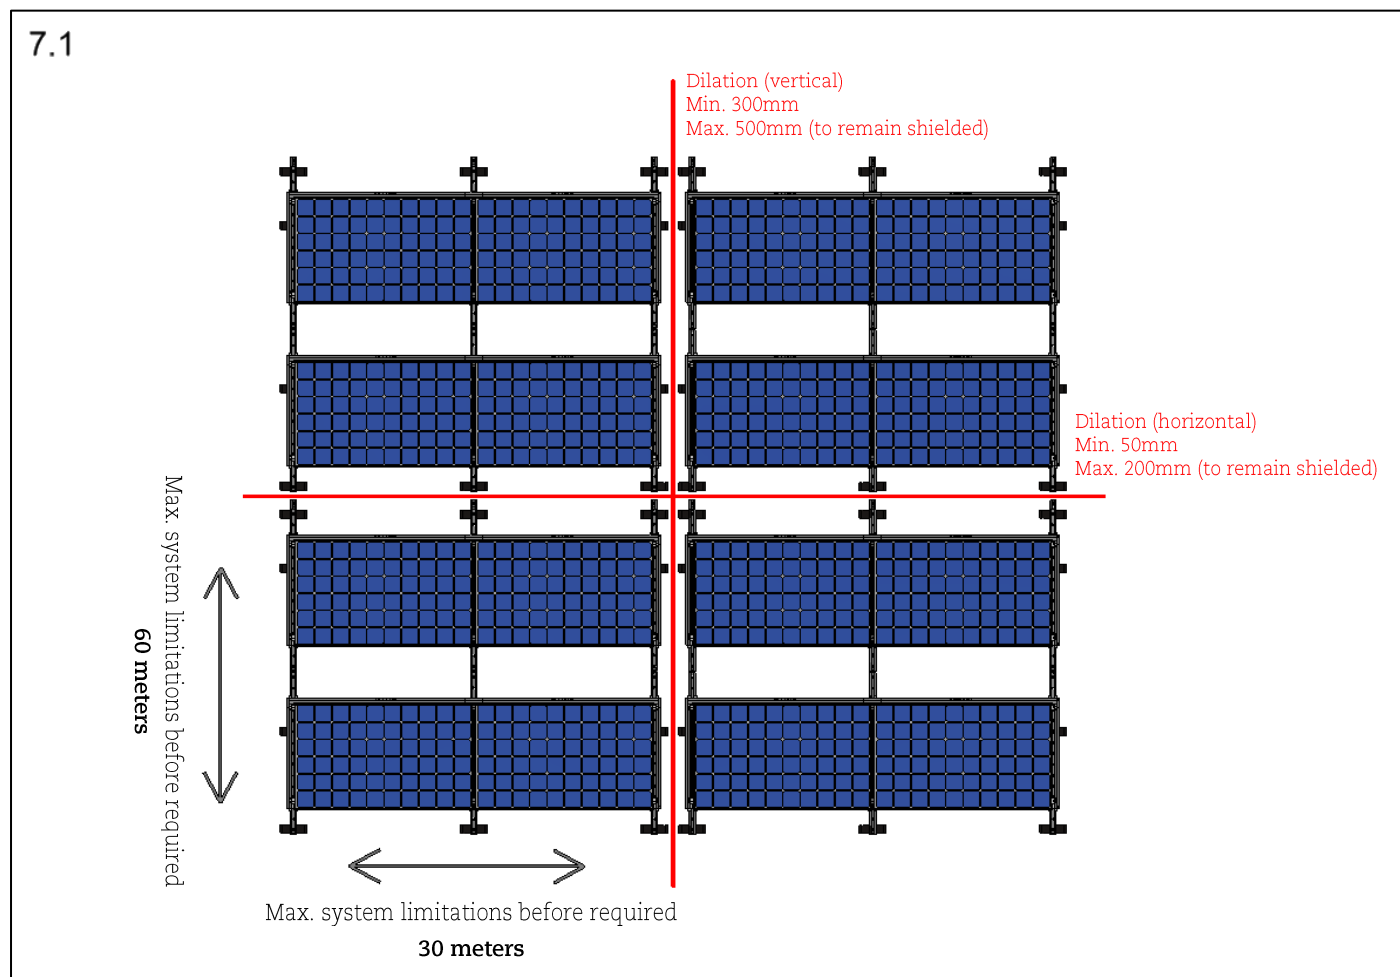 7.1
Dilation (vertical)
Min. 300mm
Max. 500mm (to remain shielded)
Dilation (horizontal)
Min. 50mm
Max. 200mm (to remain shielded)
Max. system limitations before required
60 meters
Max. system limitations before required
30 meters